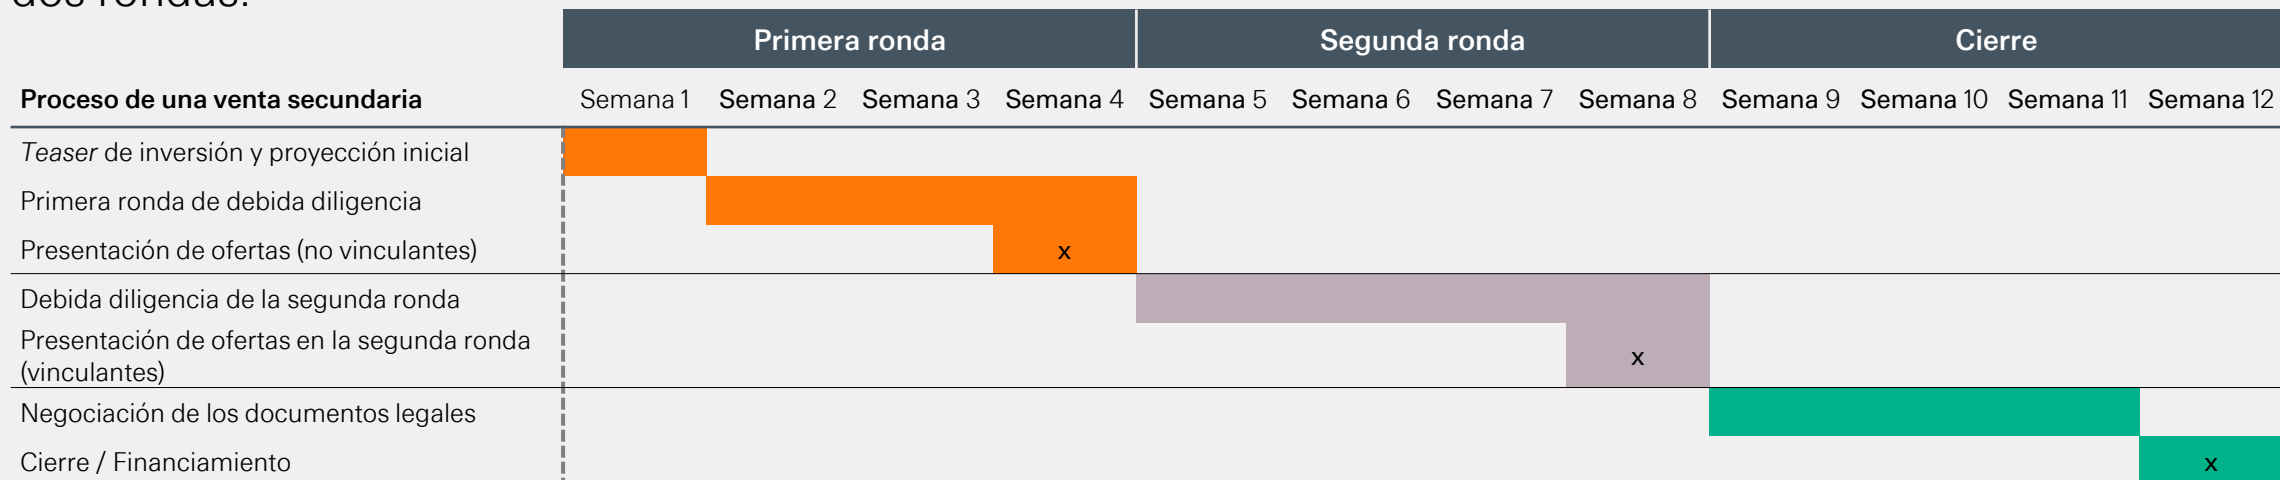 dos rondas.
Primera ronda Segunda ronda Cierre
Proceso de una venta secundaria Semana 1 Semana 2 Semana 3 Semana 4 Semana 5 Semana 6 Semana 7 Semana 8 Semana 9 Semana 10 Semana 11 Semana 12
Teaser de inversión y proyección inicial
Primera ronda de debida diligencia
Presentación de ofertas (no vinculantes) x
Debida diligencia de la segunda ronda
Presentación de ofertas en la segunda ronda
(vinculantes) x
Negociación de los documentos legales
Cierre / Financiamiento x